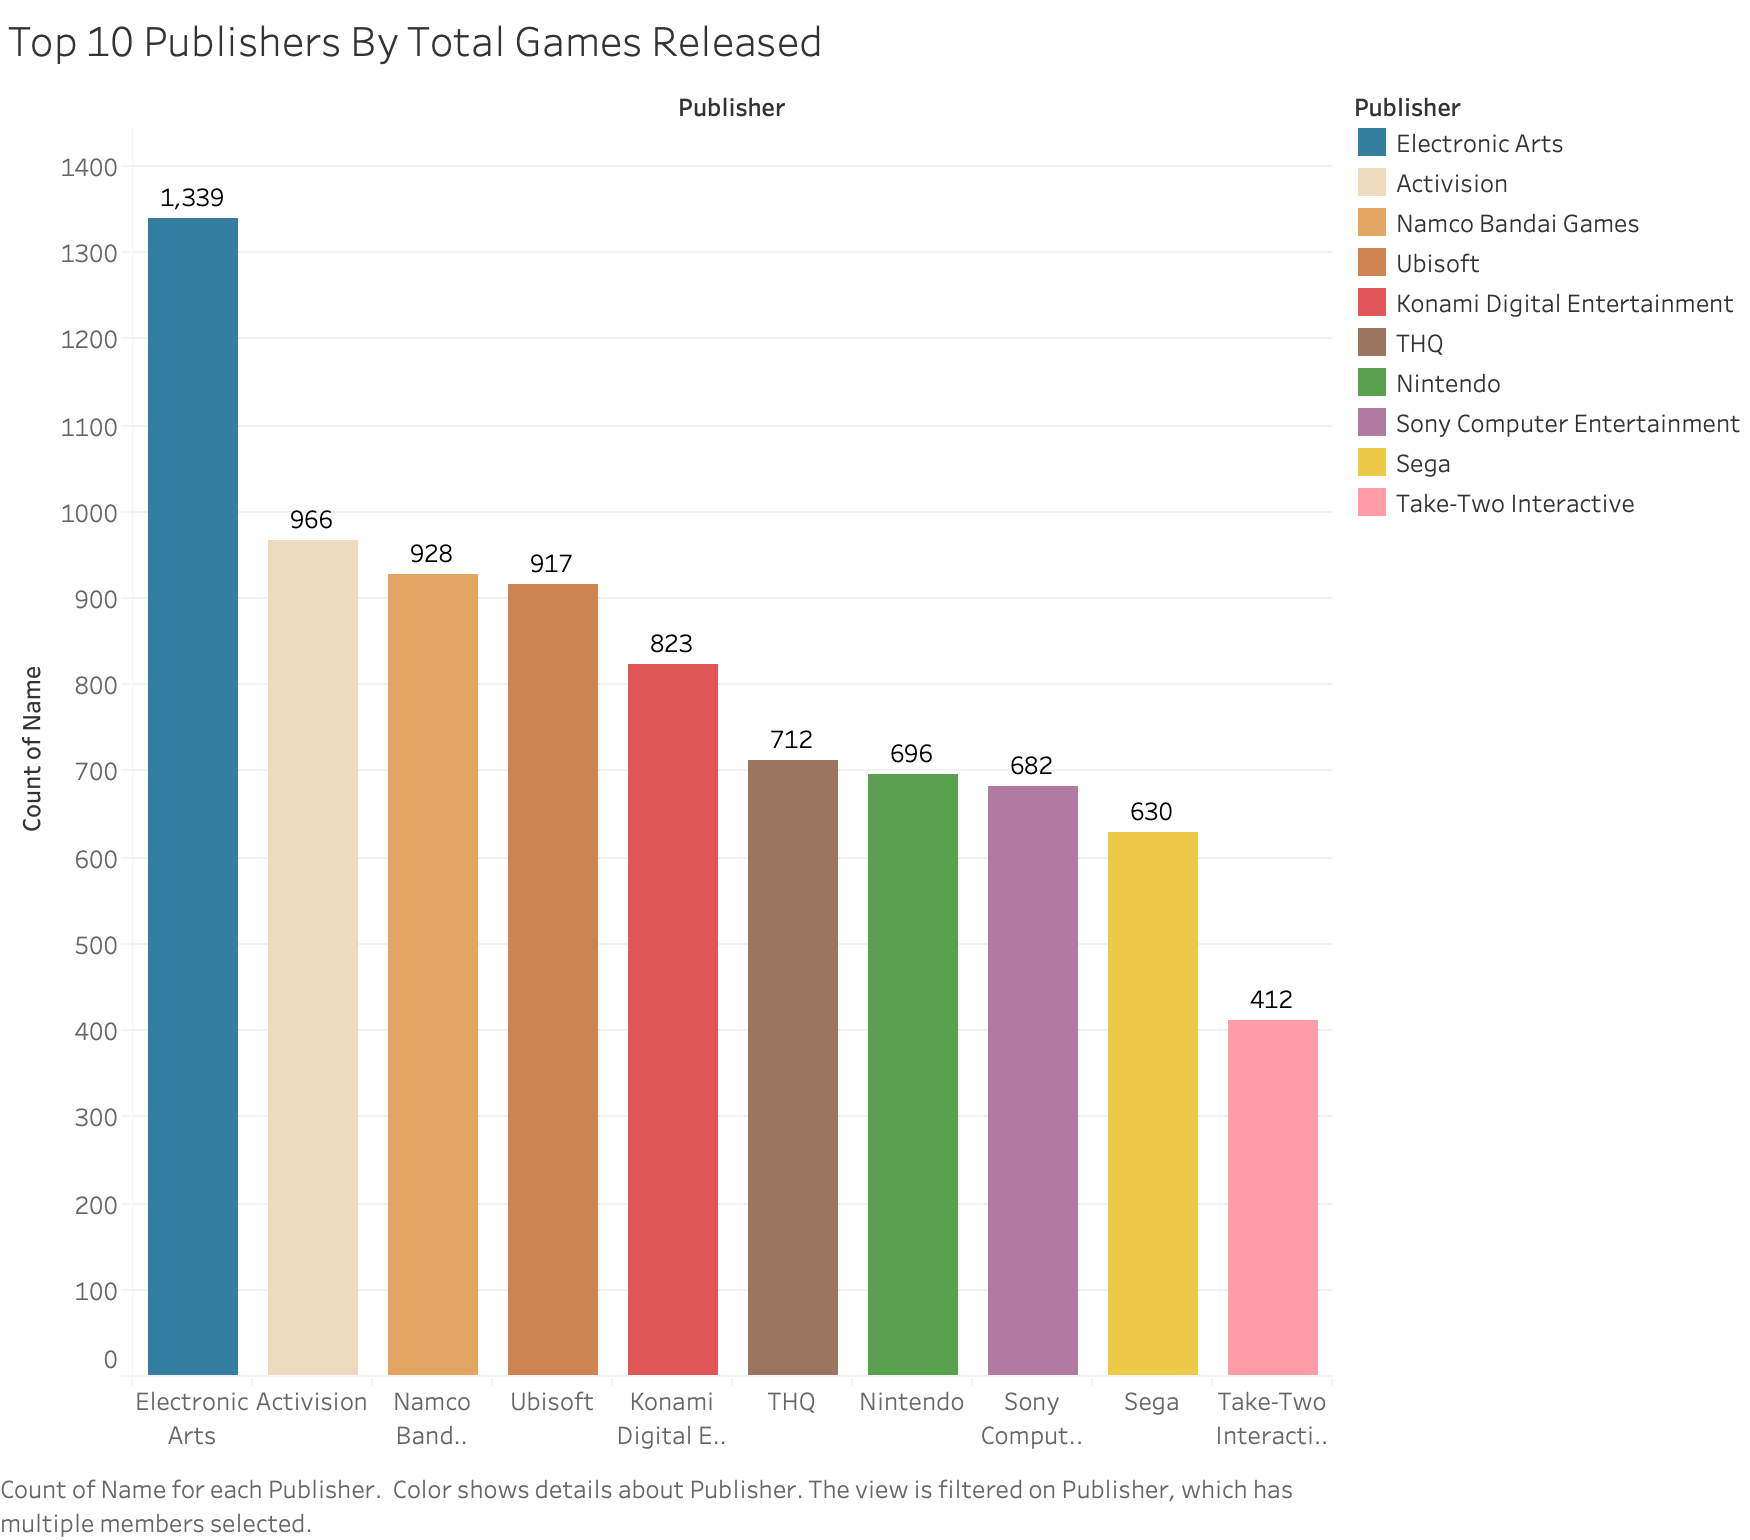 Top 10 Publishers By Total Games Released
Publisher
1400
1300
1200
1100
1000
900
800
700
600
500
400
300
200
100
0
Count of Name
1,339
966
928
917
823
712
696
682
630
412
Electronic
Arts
Activision
Namco
Band..
Ubisoft
Konami
Digital E..
THQ
Nintendo
Sony
Comput..
Sega
Take-Two
Interacti..
Publisher
Electronic Arts
Activision
Namco Bandai Games
Ubisoft
Konami Digital Entertainment
THQ
Nintendo
Sony Computer Entertainment
Sega
Take-Two Interactive
Count of Name for each Publisher.  Color shows details about Publisher. The view is filtered on Publisher, which has
multiple members selected.